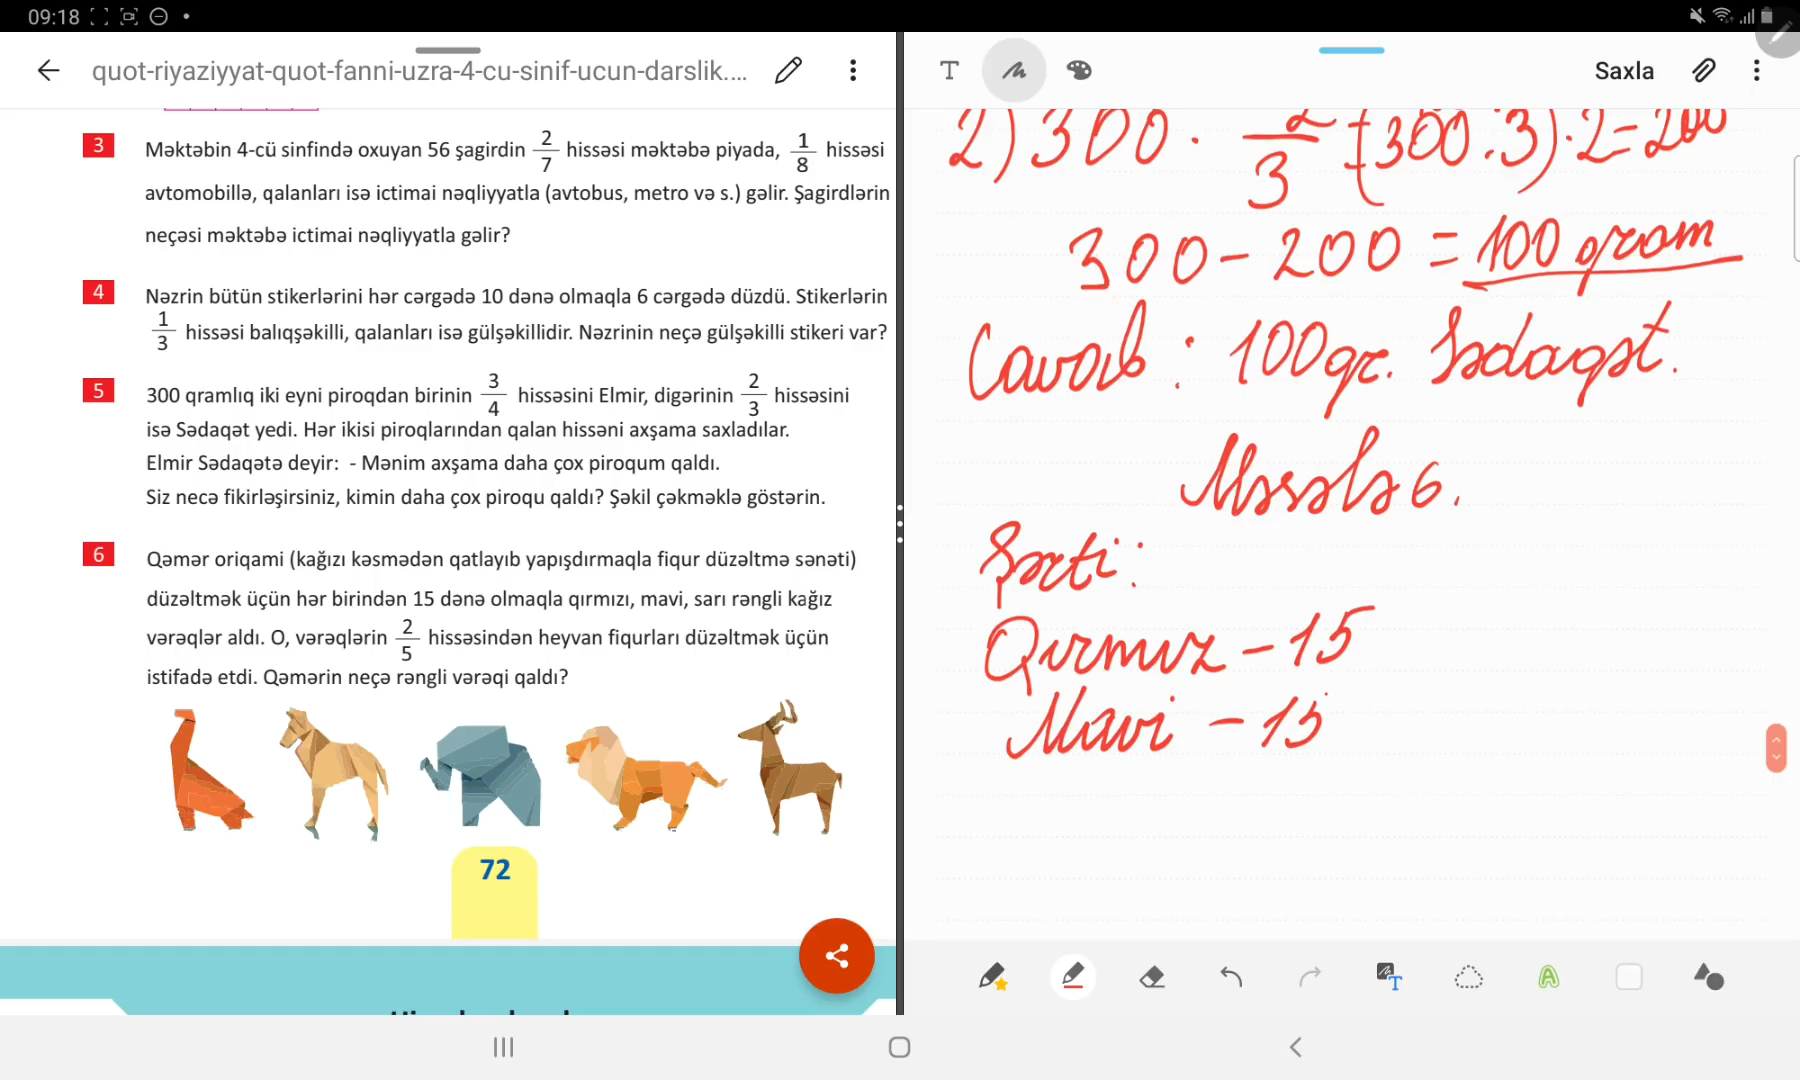 09:18
quot-riyaziyyat-quot-fanni-uzra-4-cu-sinif-ucun-darslik....
3 Məktəbin 4-cü sinfində oxuyan 56 şagirdin 2/7 hissəsi məktəbə piyada, 1/8 hissəsi
avtomobillə, qalanları isə ictimai nəqliyyatla (avtobus, metro və s.) gəlir. Şagirdlərin
neçəsi məktəbə ictimai nəqliyyatla gəlir?
4 Nəzrin bütün stikerlərini hər cərgədə 10 dənə olmaqla 6 cərgədə düzdü. Stikerlərin
1/3 hissəsi balıqşəkilli, qalanları isə gülşəkillidir. Nəzrinin neçə gülşəkilli stikeri var?
5 300 qramlıq iki eyni piroqdan birinin 3/4 hissəsini Elmir, digərinin 2/3 hissəsini
isə Sədaqət yedi. Hər ikisi piroqlarından qalan hissəni axşama saxladılar.
Elmir Sədaqətə deyir: - Mənim axşama daha çox piroqum qaldı.
Siz necə fikirləşirsiniz, kimin daha çox piroqu qaldı? Şəkil çəkməklə göstərin.
6 Qəmər oriqami (kağızı kəsmədən qatlayıb yapışdırmaqla fiqur düzəltmə sənəti)
düzəltmək üçün hər birindən 15 dənə olmaqla qırmızı, mavi, sarı rəngli kağız
vərəqlər aldı. O, vərəqlərin 2/5 hissəsindən heyvan fiqurları düzəltmək üçün
istifadə etdi. Qəmərin neçə rəngli vərəqi qaldı?
72
T
Saxla
2) 300 · 2/3 = (300:3)·2=200
300 - 200 = 100 qram
Cavab : 100 qr. Sədaqət.
Məsələ 6.
Şərti :
Qırmız - 15
Mavi - 15